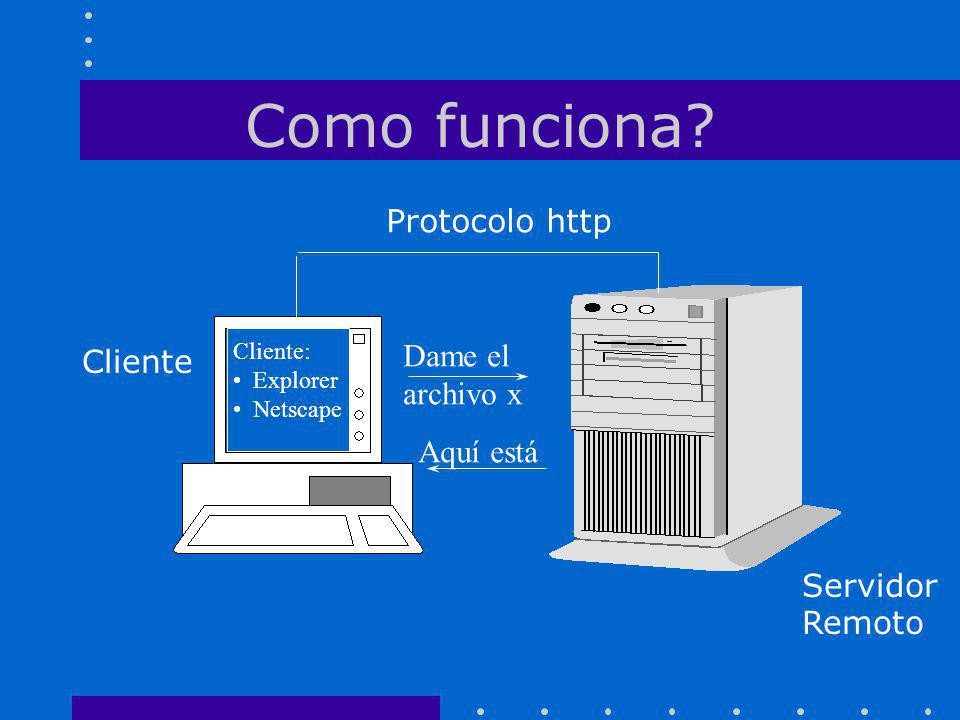 Como funciona?
Protocolo http
Cliente
Cliente:
• Explorer
• Netscape
Dame el
archivo x
Aquí está
Servidor
Remoto